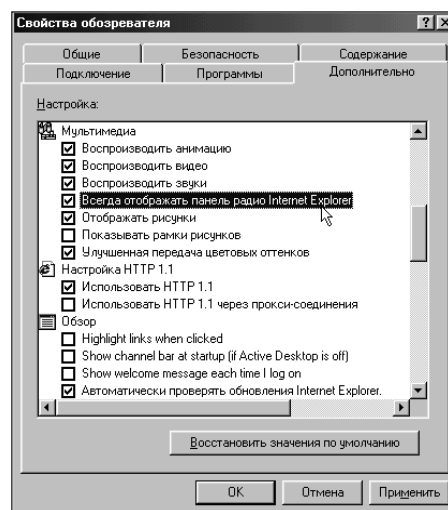 Свойства обозревателя
Общие Безопасность Содержание
Подключение Программы Дополнительно
Настройка:
Мультимедиа
Воспроизводить анимацию
Воспроизводить видео
Воспроизводить звуки
Всегда отображать панель радио Internet Explorer
Отображать рисунки
Показывать рамки рисунков
Улучшенная передача цветовых оттенков
Настройка HTTP 1.1
Использовать HTTP 1.1
Использовать HTTP 1.1 через прокси-соединения
Обзор
Highlight links when clicked
Show channel bar at startup (if Active Desktop is off)
Show welcome message each time I log on
Автоматически проверять обновления Internet Explorer.
Восстановить значения по умолчанию
OK Отмена Применить